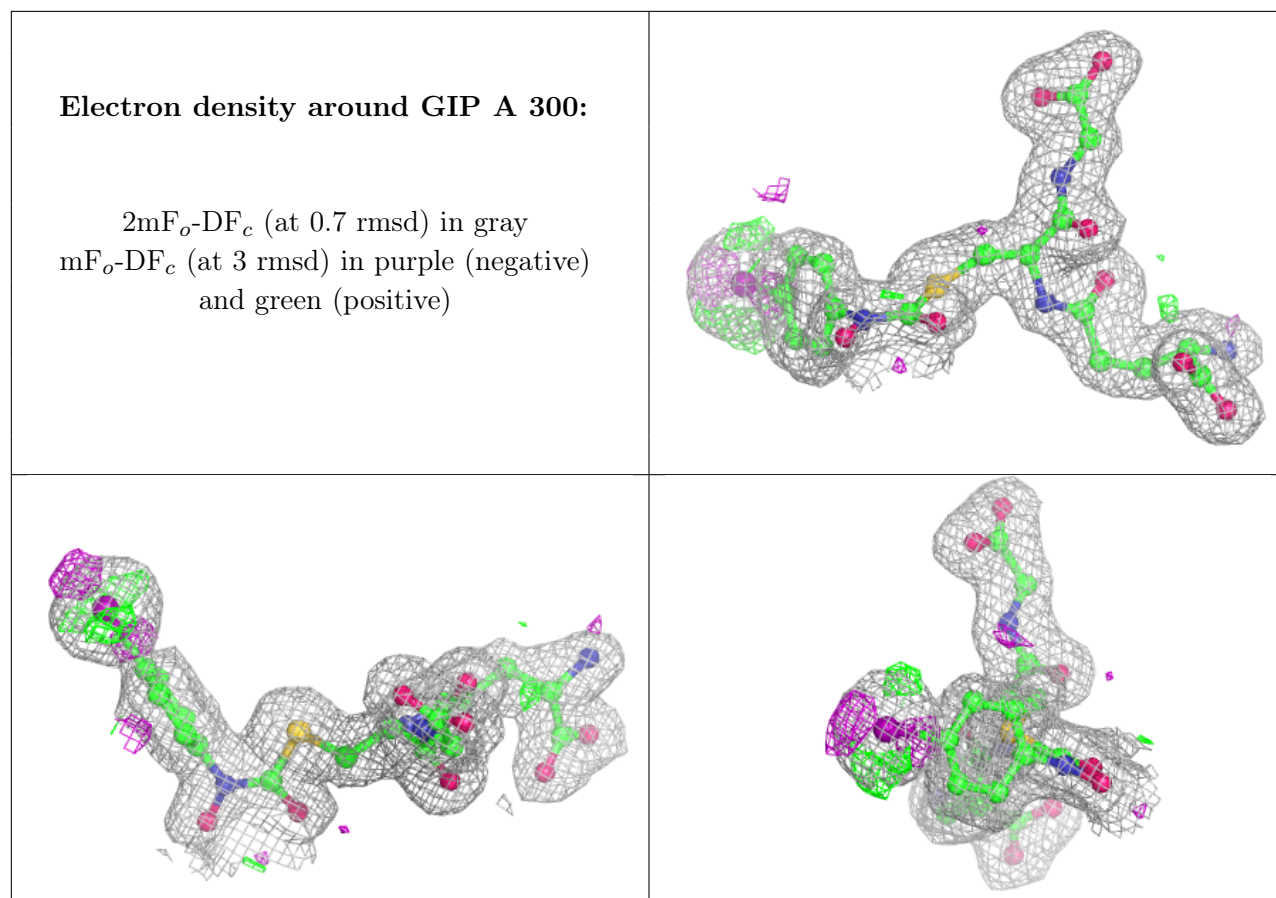 Electron density around GIP A 300:
2mFo-DFc (at 0.7 rmsd) in gray
mFo-DFc (at 3 rmsd) in purple (negative)
and green (positive)